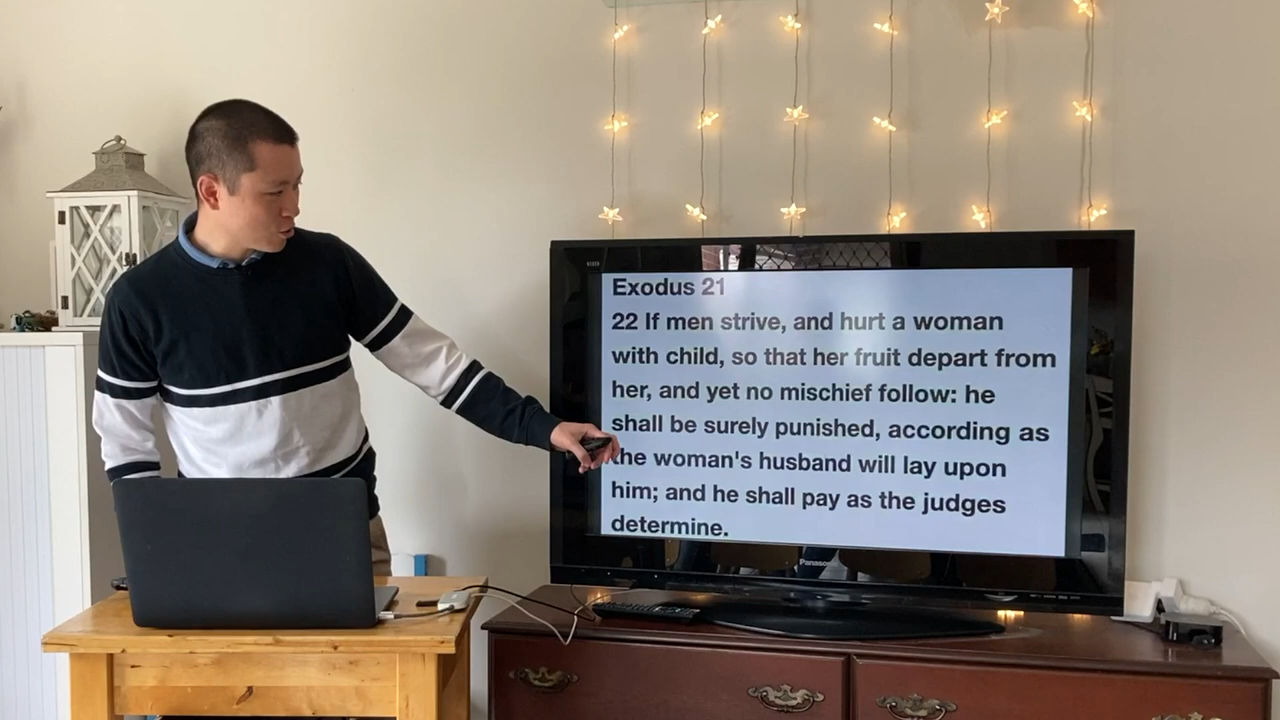 Exodus 21
22 If men strive, and hurt a woman
with child, so that her fruit depart from
her, and yet no mischief follow: he
shall be surely punished, according as
the woman's husband will lay upon
him; and he shall pay as the judges
determine.
Panasonic